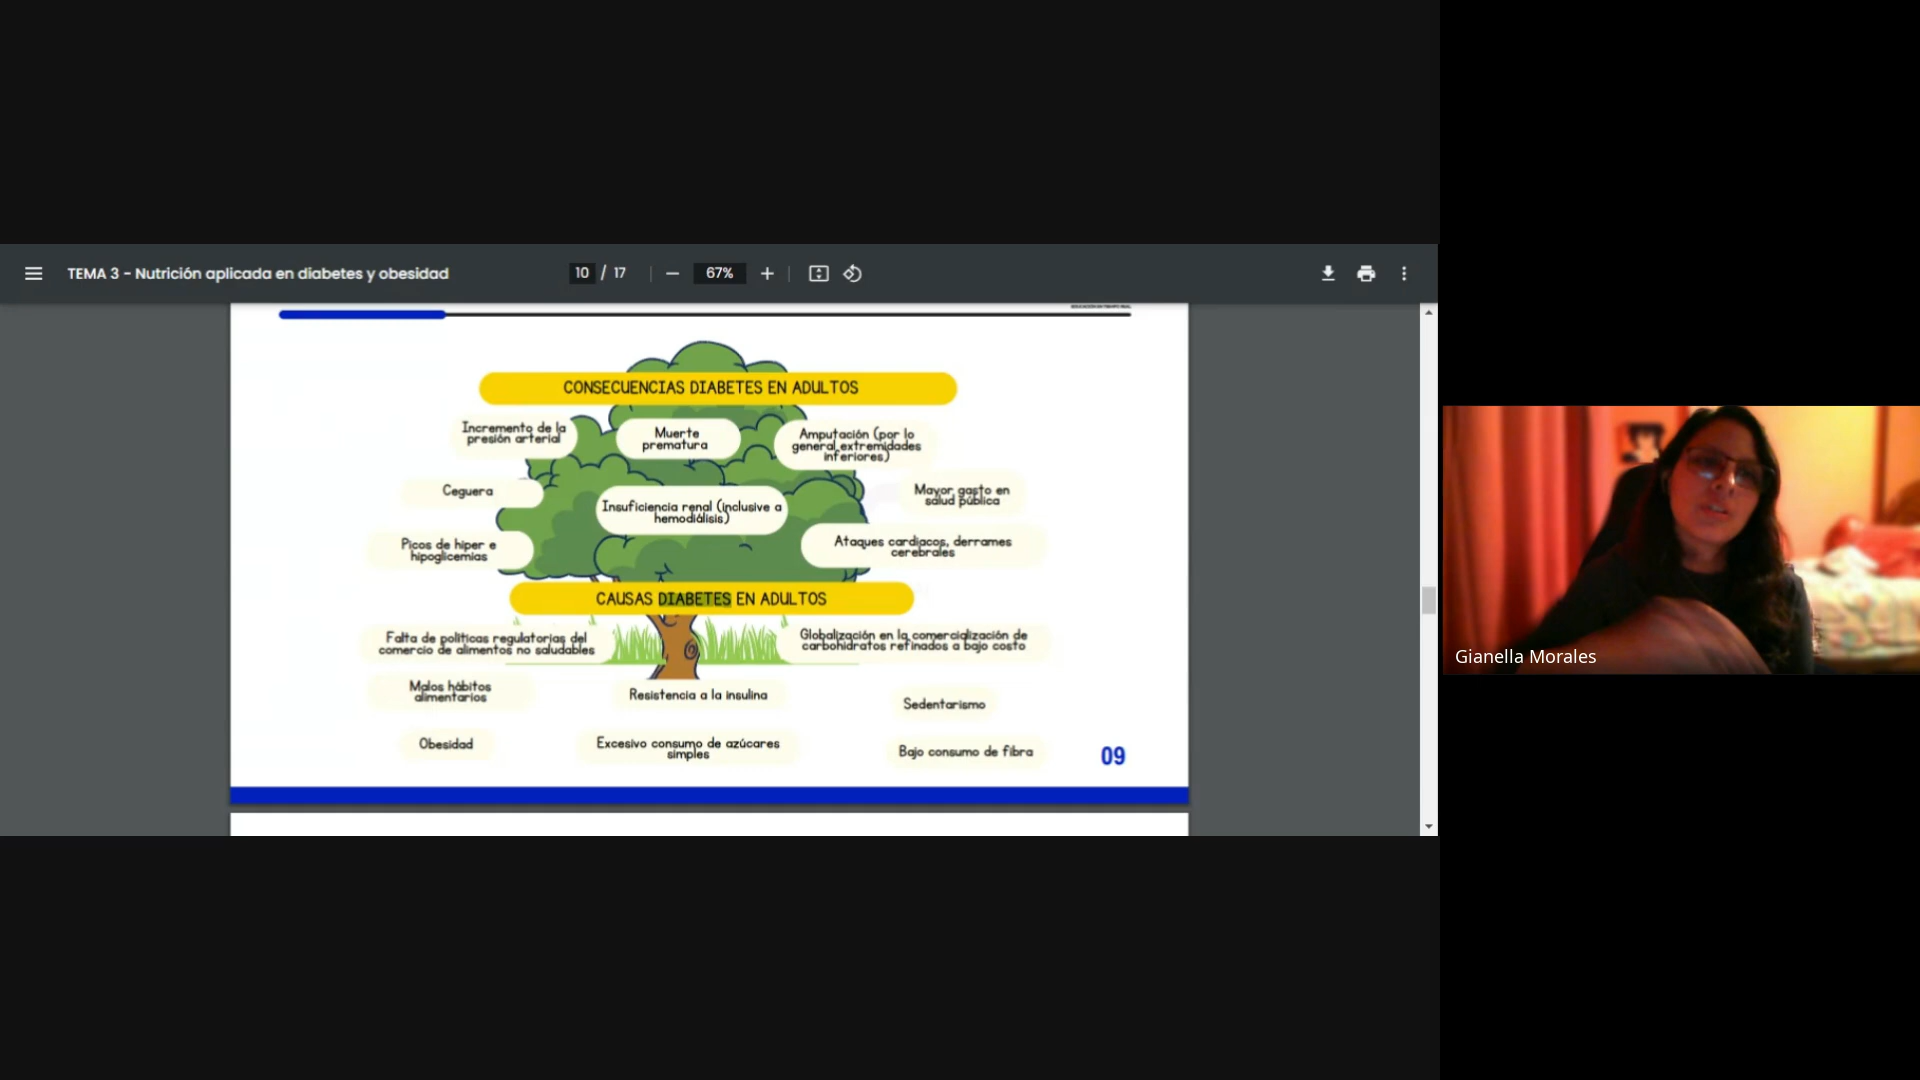 TEMA 3 - Nutrición aplicada en diabetes y obesidad
10 / 17
67%
CONSECUENCIAS DIABETES EN ADULTOS
Incremento de la
presión arterial
Muerte
prematura
Amputación (por lo
general extremidades
inferiores)
Ceguera
Insuficiencia renal (inclusive a
hemodiálisis)
Mayor gasto en
salud pública
Picos de hiper e
hipoglicemias
Ataques cardiacos, derrames
cerebrales
CAUSAS DIABETES EN ADULTOS
Falta de políticas regulatorias del
comercio de alimentos no saludables
Globalización en la comercialización de
carbohidratos refinados a bajo costo
Malos hábitos
alimentarios
Resistencia a la insulina
Sedentarismo
Obesidad
Excesivo consumo de azúcares
simples
Bajo consumo de fibra
09
Gianella Morales